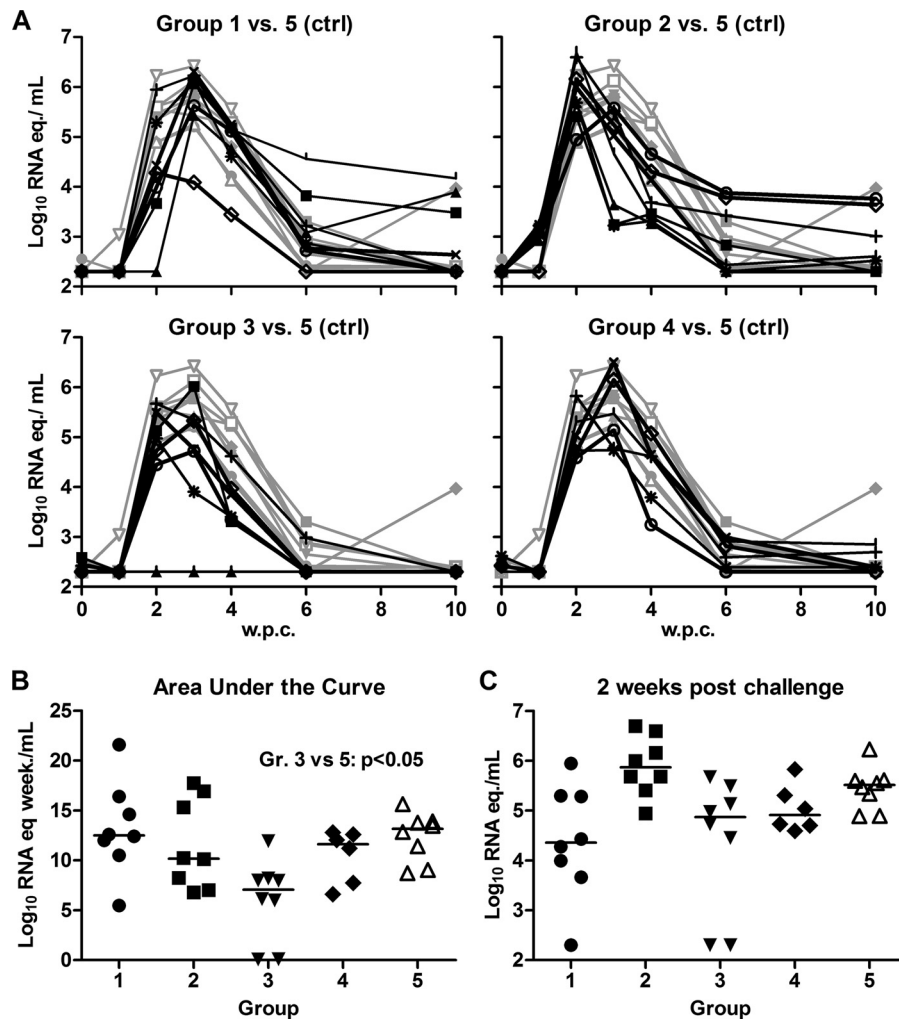 A
Group 1 vs. 5 (ctrl)
Group 2 vs. 5 (ctrl)
Log10 RNA eq./ mL
7
6
5
4
3
2
Group 3 vs. 5 (ctrl)
Group 4 vs. 5 (ctrl)
Log10 RNA eq./ mL
7
6
5
4
3
2
0 2 4 6 8 10
w.p.c.
0 2 4 6 8 10
B
Area Under the Curve
Log10 RNA eq week./mL
25
20
15
10
5
0
Gr. 3 vs 5: p<0.05
1 2 3 4 5
Group
C
2 weeks post challenge
Log10 RNA eq./mL
7
6
5
4
3
2
1 2 3 4 5
Group